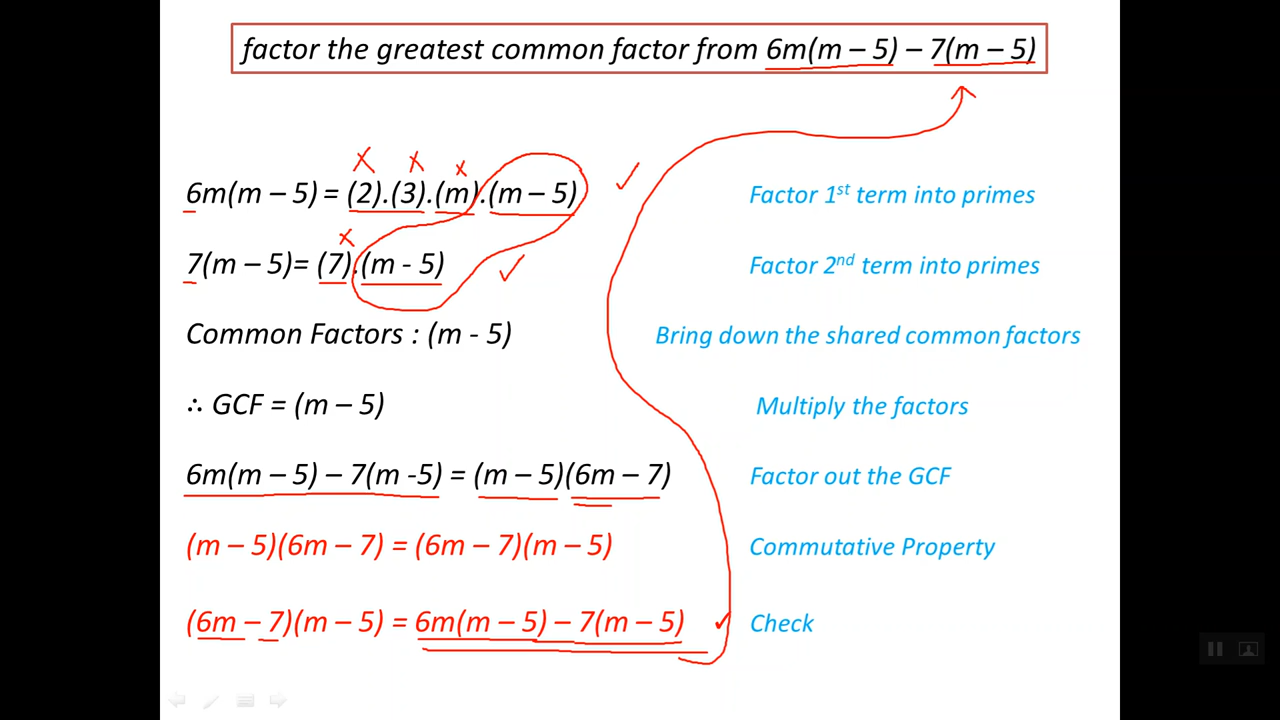 factor the greatest common factor from 6m(m – 5) – 7(m – 5)
6m(m – 5) = (2).(3).(m).(m – 5) Factor 1st term into primes
7(m – 5)= (7).(m - 5) Factor 2nd term into primes
Common Factors : (m - 5) Bring down the shared common factors
∴ GCF = (m – 5) Multiply the factors
6m(m – 5) – 7(m -5) = (m – 5)(6m – 7) Factor out the GCF
(m – 5)(6m – 7) = (6m – 7)(m – 5) Commutative Property
(6m – 7)(m – 5) = 6m(m – 5) – 7(m – 5) Check